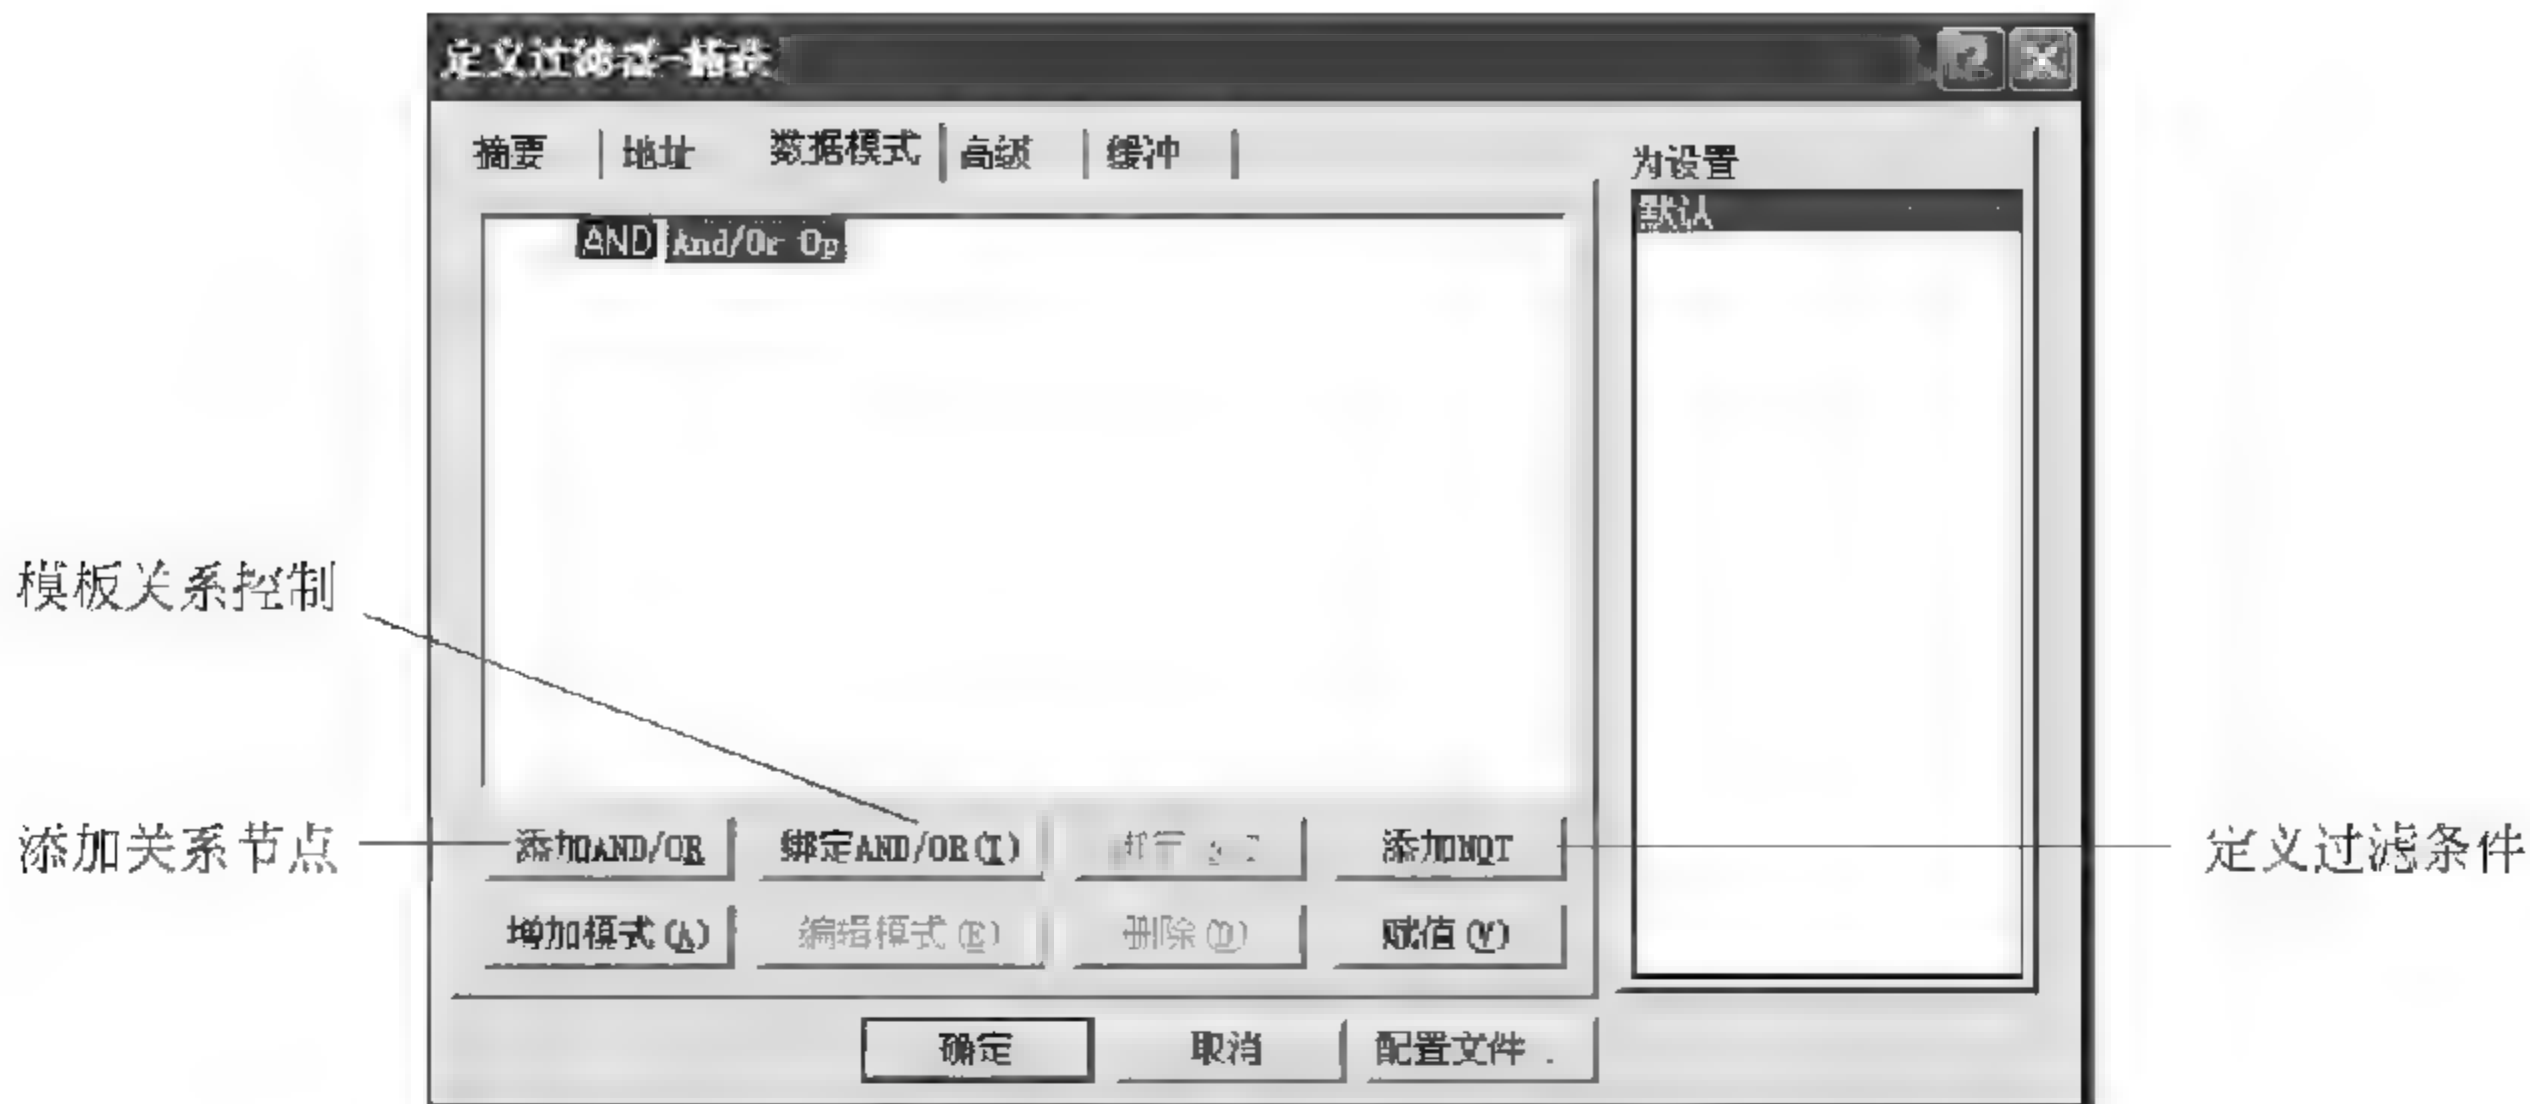 定义过滤器-捕获
摘要 地址 数据模式 高级 缓冲
为设置
默认
AND And/Or Op
模板关系控制
添加关系节点
添加AND/OR 绑定AND/OR(T) 添加NOT
定义过滤条件
增加模式(A) 编辑模式(E) 删除(D) 赋值(V)
确定 取消 配置文件.